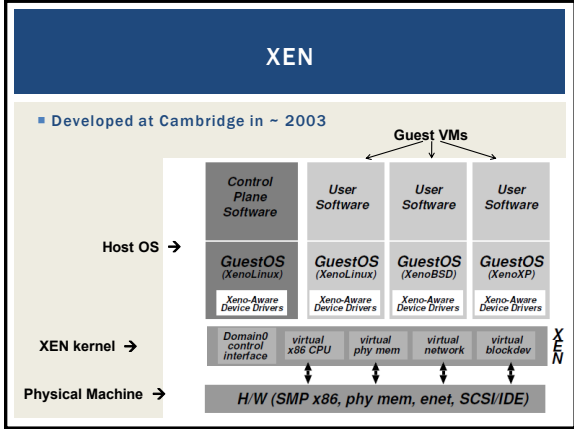 XEN
Developed at Cambridge in ~ 2003
Guest VMs
Control
Plane
Software
User
Software
User
Software
User
Software
Host OS →
GuestOS
(XenoLinux)
Xeno-Aware
Device Drivers
GuestOS
(XenoLinux)
Xeno-Aware
Device Drivers
GuestOS
(XenoBSD)
Xeno-Aware
Device Drivers
GuestOS
(XenoXP)
Xeno-Aware
Device Drivers
XEN kernel →
Domain0
control
interface
virtual
x86 CPU
virtual
phy mem
virtual
network
virtual
blockdev
XEN
Physical Machine →
H/W (SMP x86, phy mem, enet, SCSI/IDE)